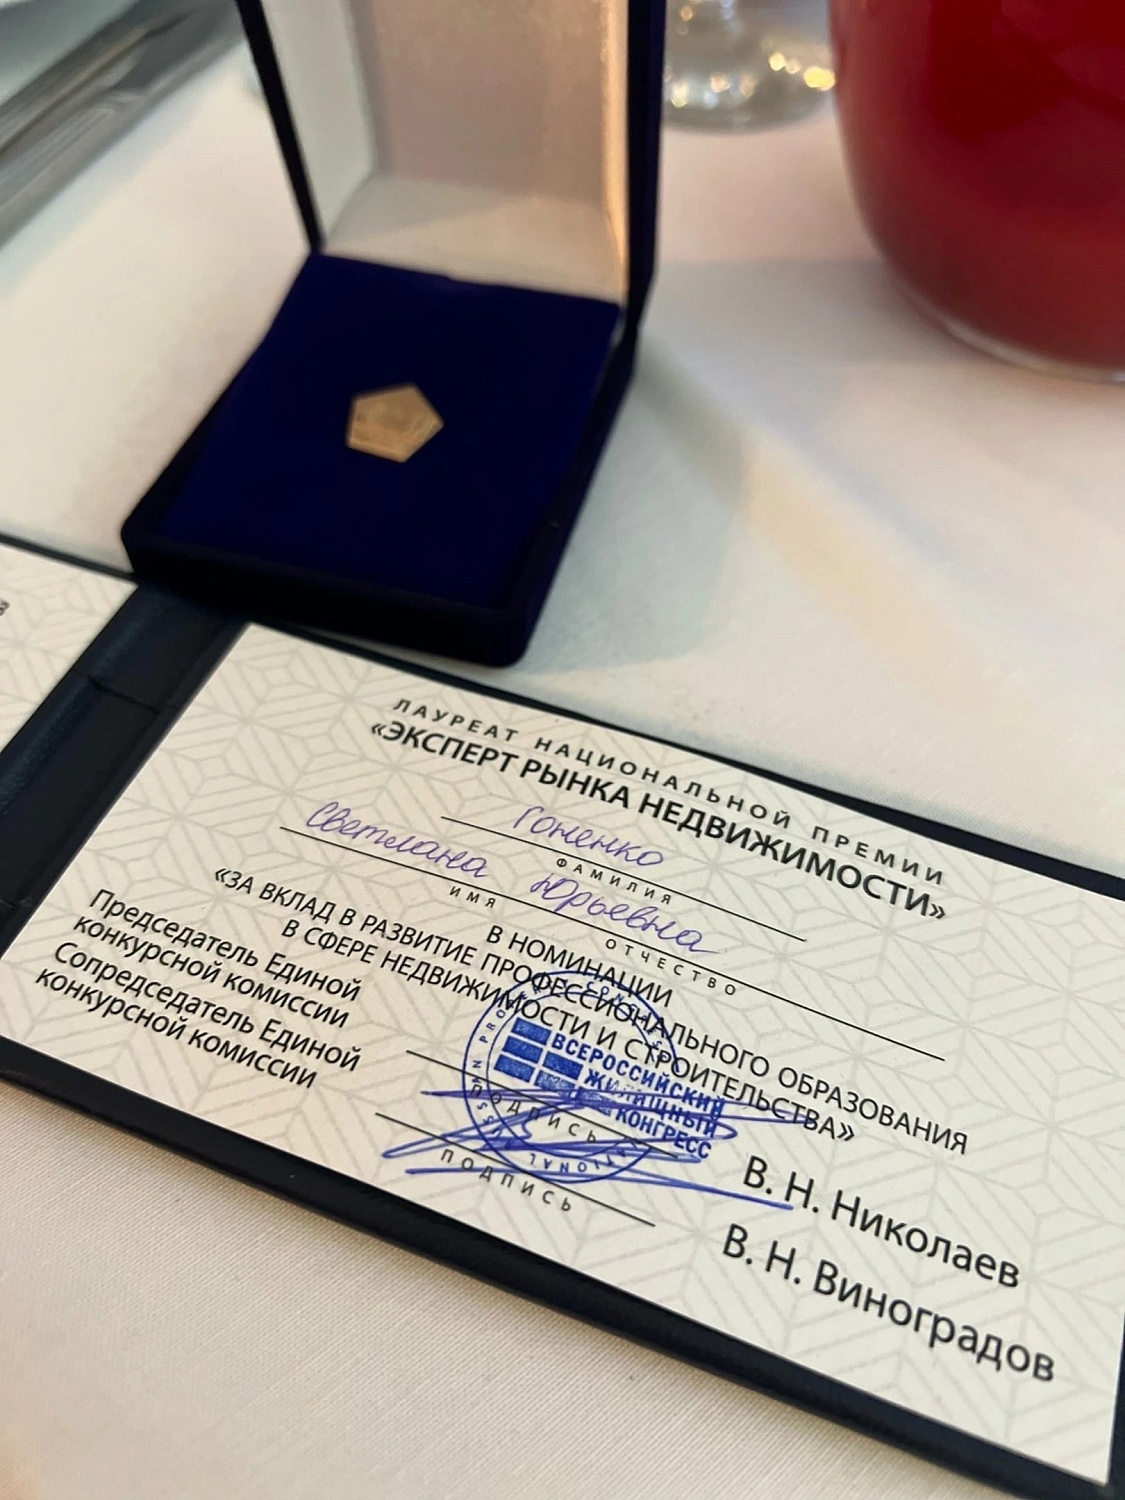 ЛАУРЕАТ НАЦИОНАЛЬНОЙ ПРЕМИИ
«ЭКСПЕРТ РЫНКА НЕДВИЖИМОСТИ»
Гоненко
ФАМИЛИЯ
Светлана Юрьевна
ИМЯ ОТЧЕСТВО
В НОМИНАЦИИ
«ЗА ВКЛАД В РАЗВИТИЕ ПРОФЕССИОНАЛЬНОГО ОБРАЗОВАНИЯ
В СФЕРЕ НЕДВИЖИМОСТИ И СТРОИТЕЛЬСТВА»
Председатель Единой
конкурсной комиссии
ПОДПИСЬ
В. Н. Николаев
Сопредседатель Единой
конкурсной комиссии
ПОДПИСЬ
В. Н. Виноградов
ВСЕРОССИЙСКИЙ
ЖИЛИЩНЫЙ
КОНГРЕСС